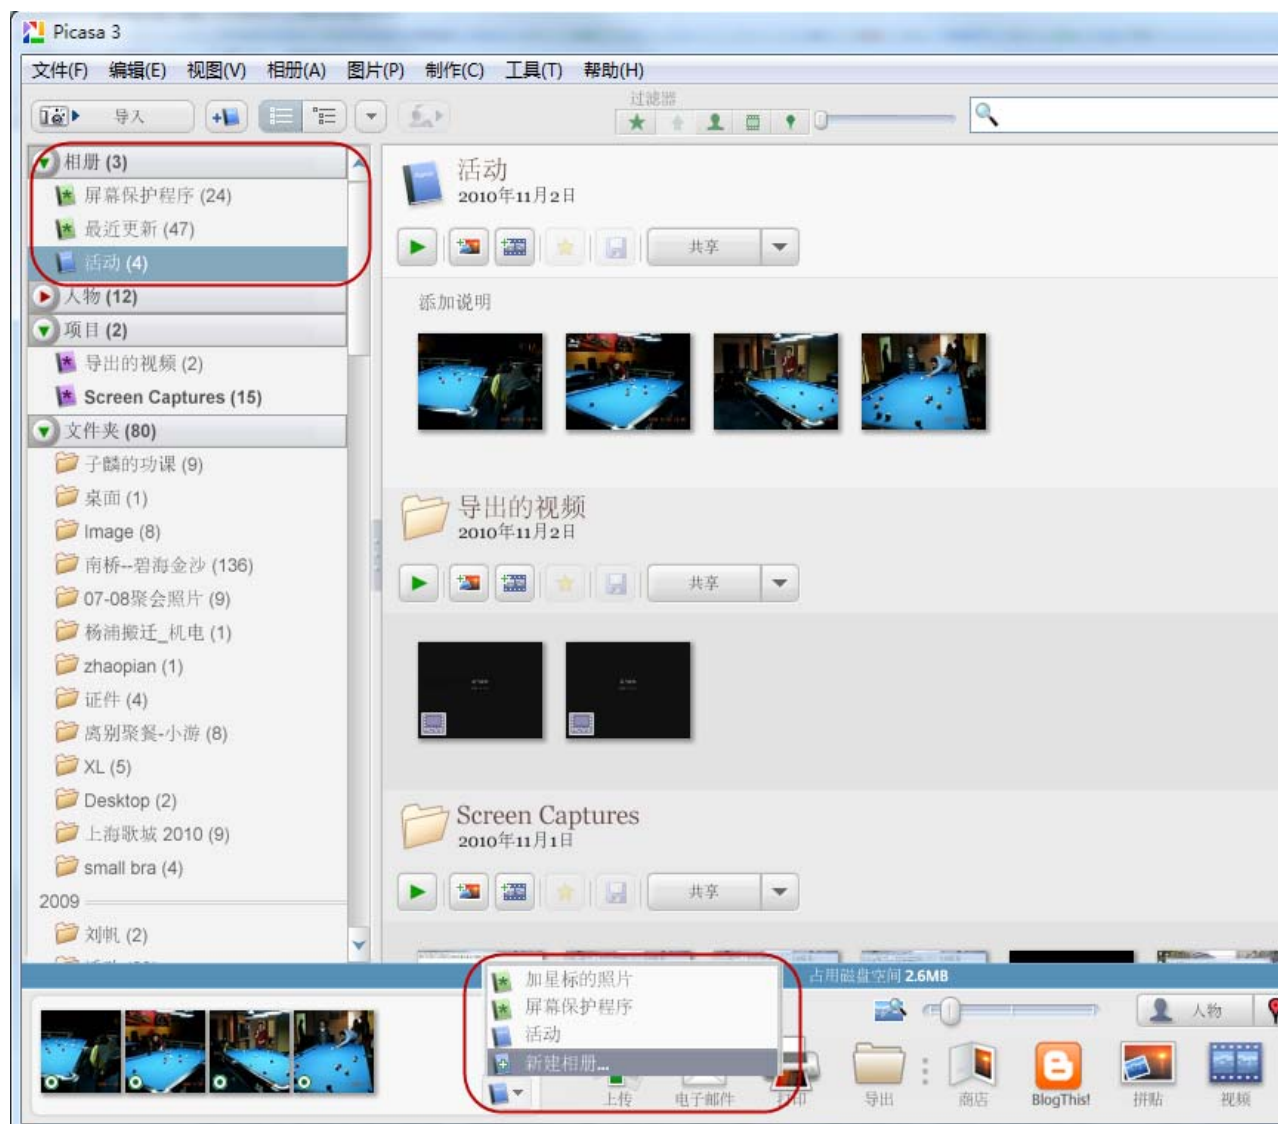 Picasa 3
文件(F) 编辑(E) 视图(V) 相册(A) 图片(P) 制作(C) 工具(T) 帮助(H)
导入
过滤器
相册 (3)
屏幕保护程序 (24)
最近更新 (47)
活动 (4)
人物 (12)
项目 (2)
导出的视频 (2)
Screen Captures (15)
文件夹 (80)
子麟的功课 (9)
桌面 (1)
Image (8)
南桥--碧海金沙 (136)
07-08聚会照片 (9)
杨浦搬迁_机电 (1)
zhaopian (1)
证件 (4)
离别聚餐-小游 (8)
XL (5)
Desktop (2)
上海歌城 2010 (9)
small bra (4)
2009
刘帆 (2)
活动
2010年11月2日
共享
添加说明
导出的视频
2010年11月2日
共享
Screen Captures
2010年11月1日
共享
占用磁盘空间 2.6MB
加星标的照片
屏幕保护程序
活动
新建相册...
人物
上传 电子邮件 打印 导出 商店 BlogThis! 拼贴 视频